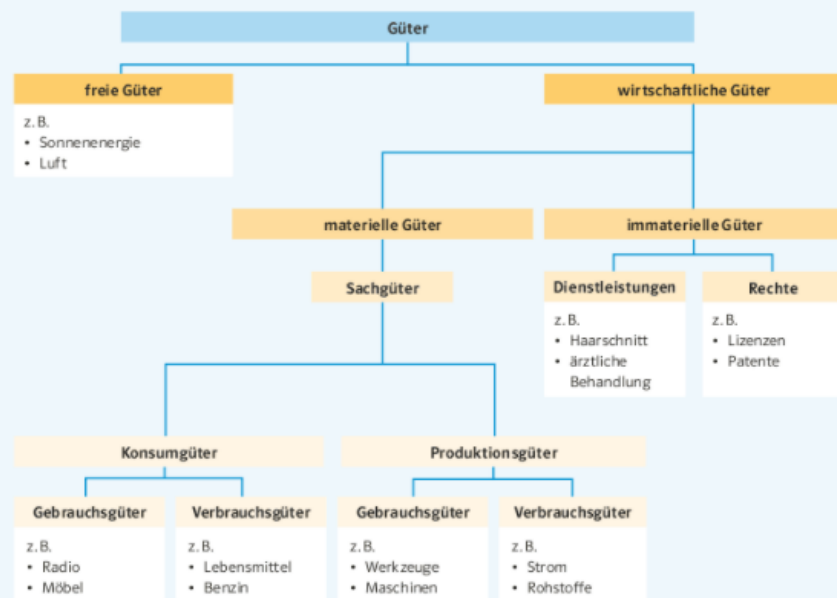 Güter
freie Güter
wirtschaftliche Güter
z. B.
• Sonnenenergie
• Luft
materielle Güter
immaterielle Güter
Sachgüter
Dienstleistungen
Rechte
z. B.
• Haarschnitt
• ärztliche
Behandlung
z. B.
• Lizenzen
• Patente
Konsumgüter
Produktionsgüter
Gebrauchsgüter
z. B.
• Radio
• Möbel
Verbrauchsgüter
z. B.
• Lebensmittel
• Benzin
Gebrauchsgüter
z. B.
• Werkzeuge
• Maschinen
Verbrauchsgüter
z. B.
• Strom
• Rohstoffe